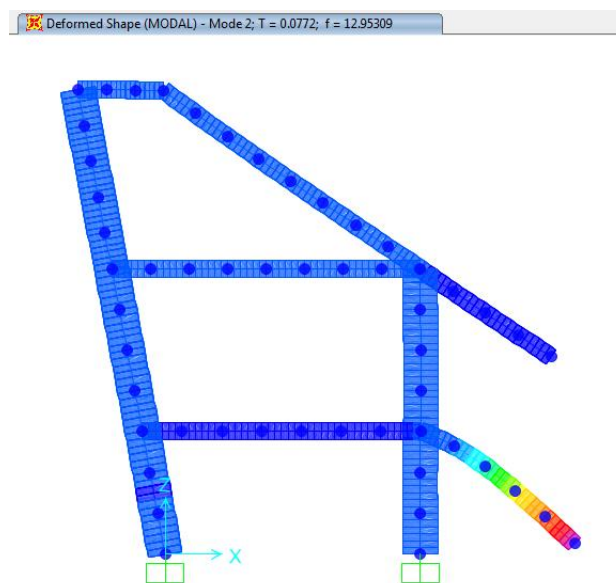 Deformed Shape (MODAL) - Mode 2; T = 0.0772; f = 12.95309
Z
X